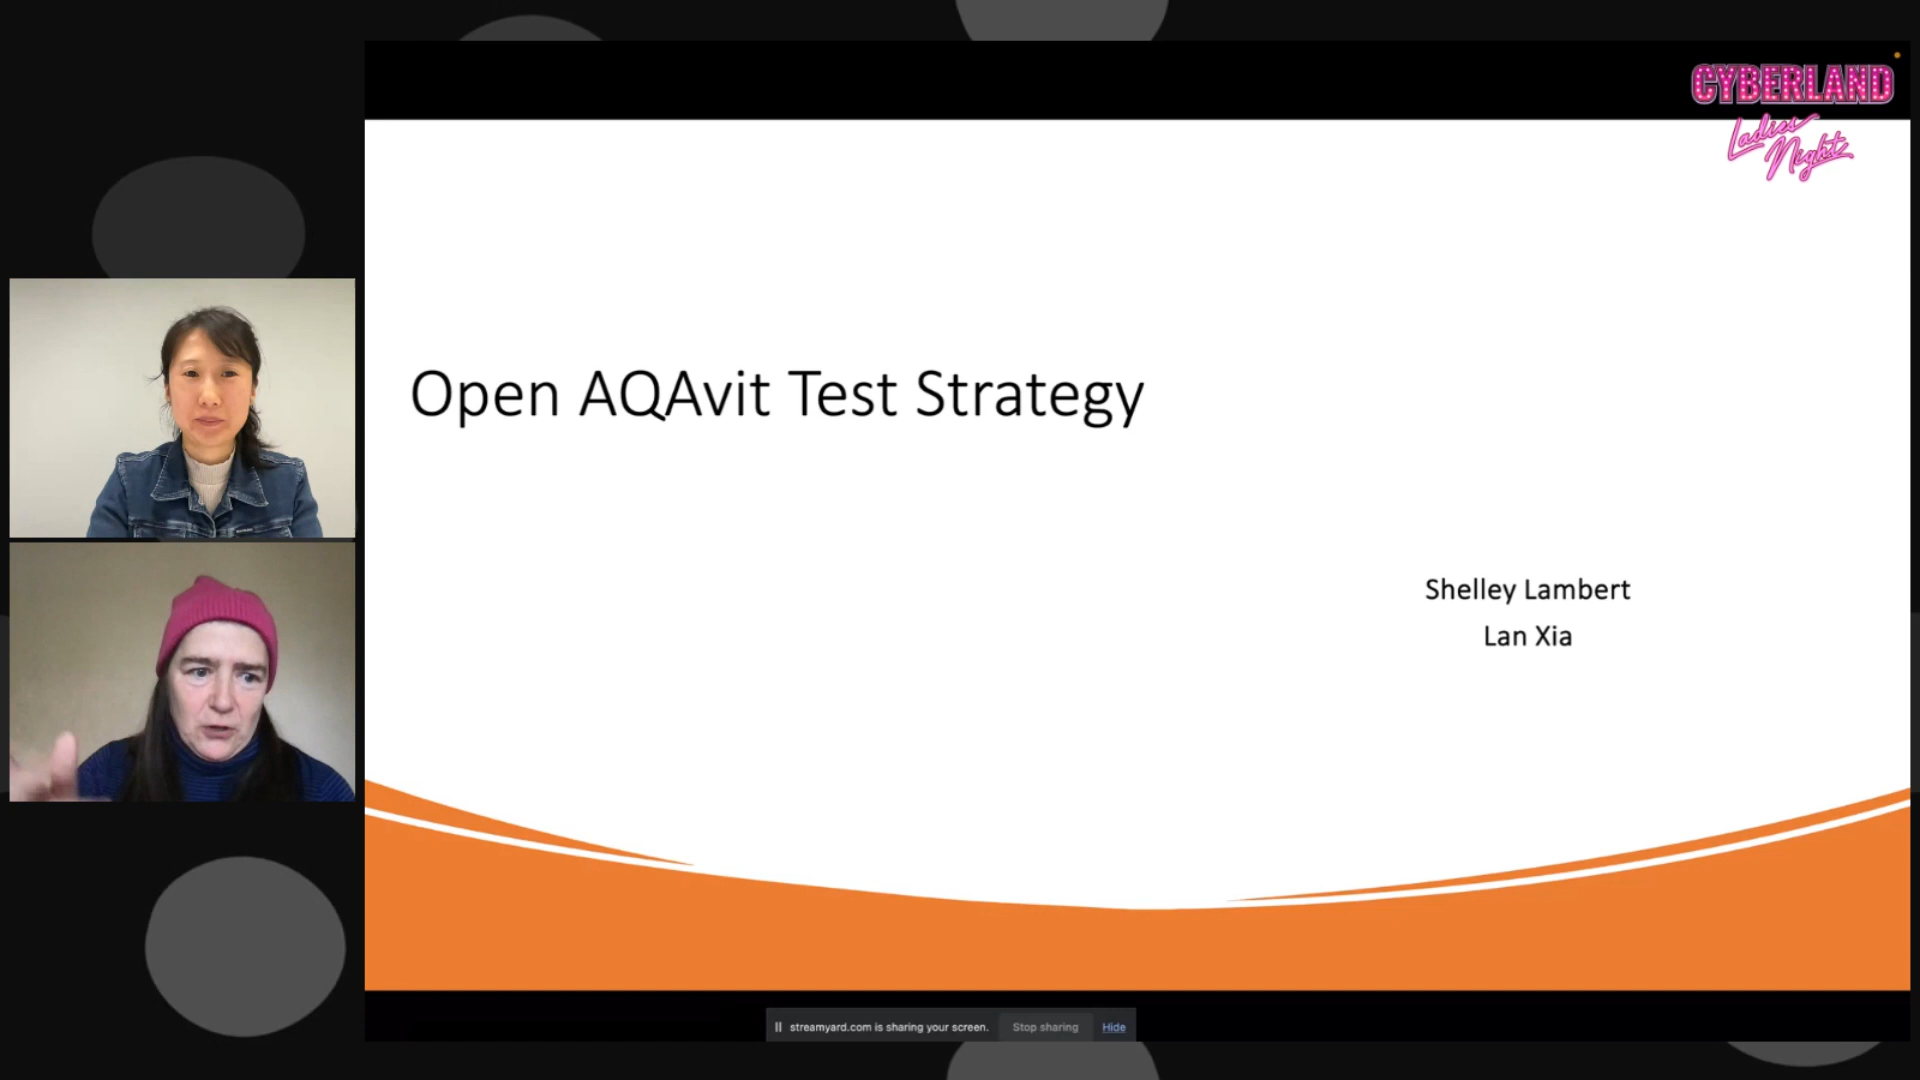 CYBERLAND
Ladies
Night
Open AQAvit Test Strategy
Shelley Lambert
Lan Xia
streamyard.com is sharing your screen.
Stop sharing
Hide